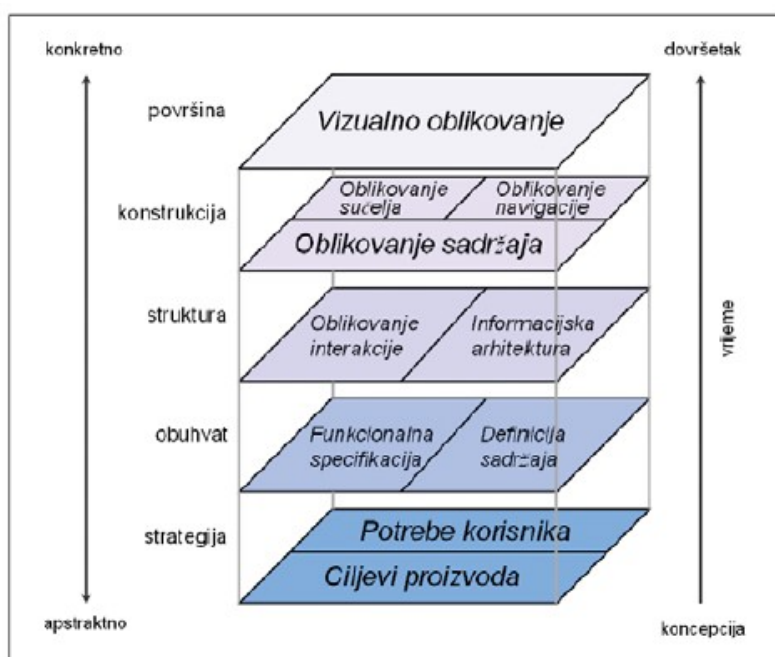 konkretno
dovršetak
površina
Vizualno oblikovanje
konstrukcija
Oblikovanje
sučelja
Oblikovanje
navigacije
Oblikovanje sadržaja
struktura
Oblikovanje
interakcije
Informacijska
arhitektura
vrijeme
obuhvat
Funkcionalna
specifikacija
Definicija
sadržaja
strategija
Potrebe korisnika
Ciljevi proizvoda
apstraktno
koncepcija